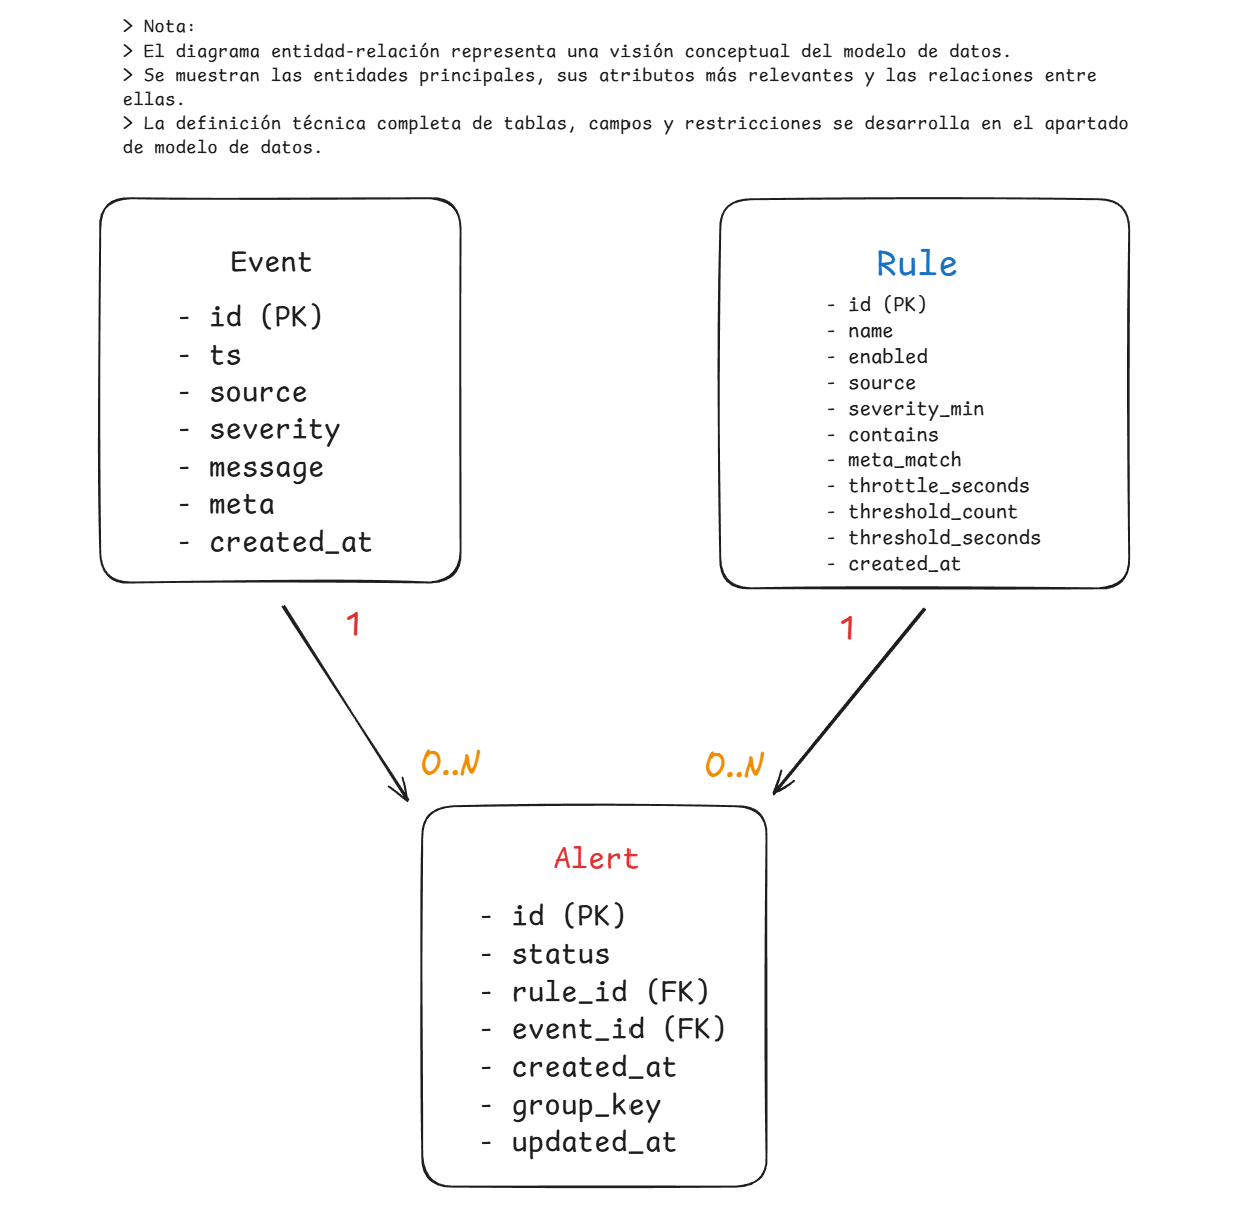 > Nota:
> El diagrama entidad-relación representa una visión conceptual del modelo de datos.
> Se muestran las entidades principales, sus atributos más relevantes y las relaciones entre
ellas.
> La definición técnica completa de tablas, campos y restricciones se desarrolla en el apartado
de modelo de datos.
Event
- id (PK)
- ts
- source
- severity
- message
- meta
- created_at
Rule
- id (PK)
- name
- enabled
- source
- severity_min
- contains
- meta_match
- throttle_seconds
- threshold_count
- threshold_seconds
- created_at
1
1
0..N
0..N
Alert
- id (PK)
- status
- rule_id (FK)
- event_id (FK)
- created_at
- group_key
- updated_at